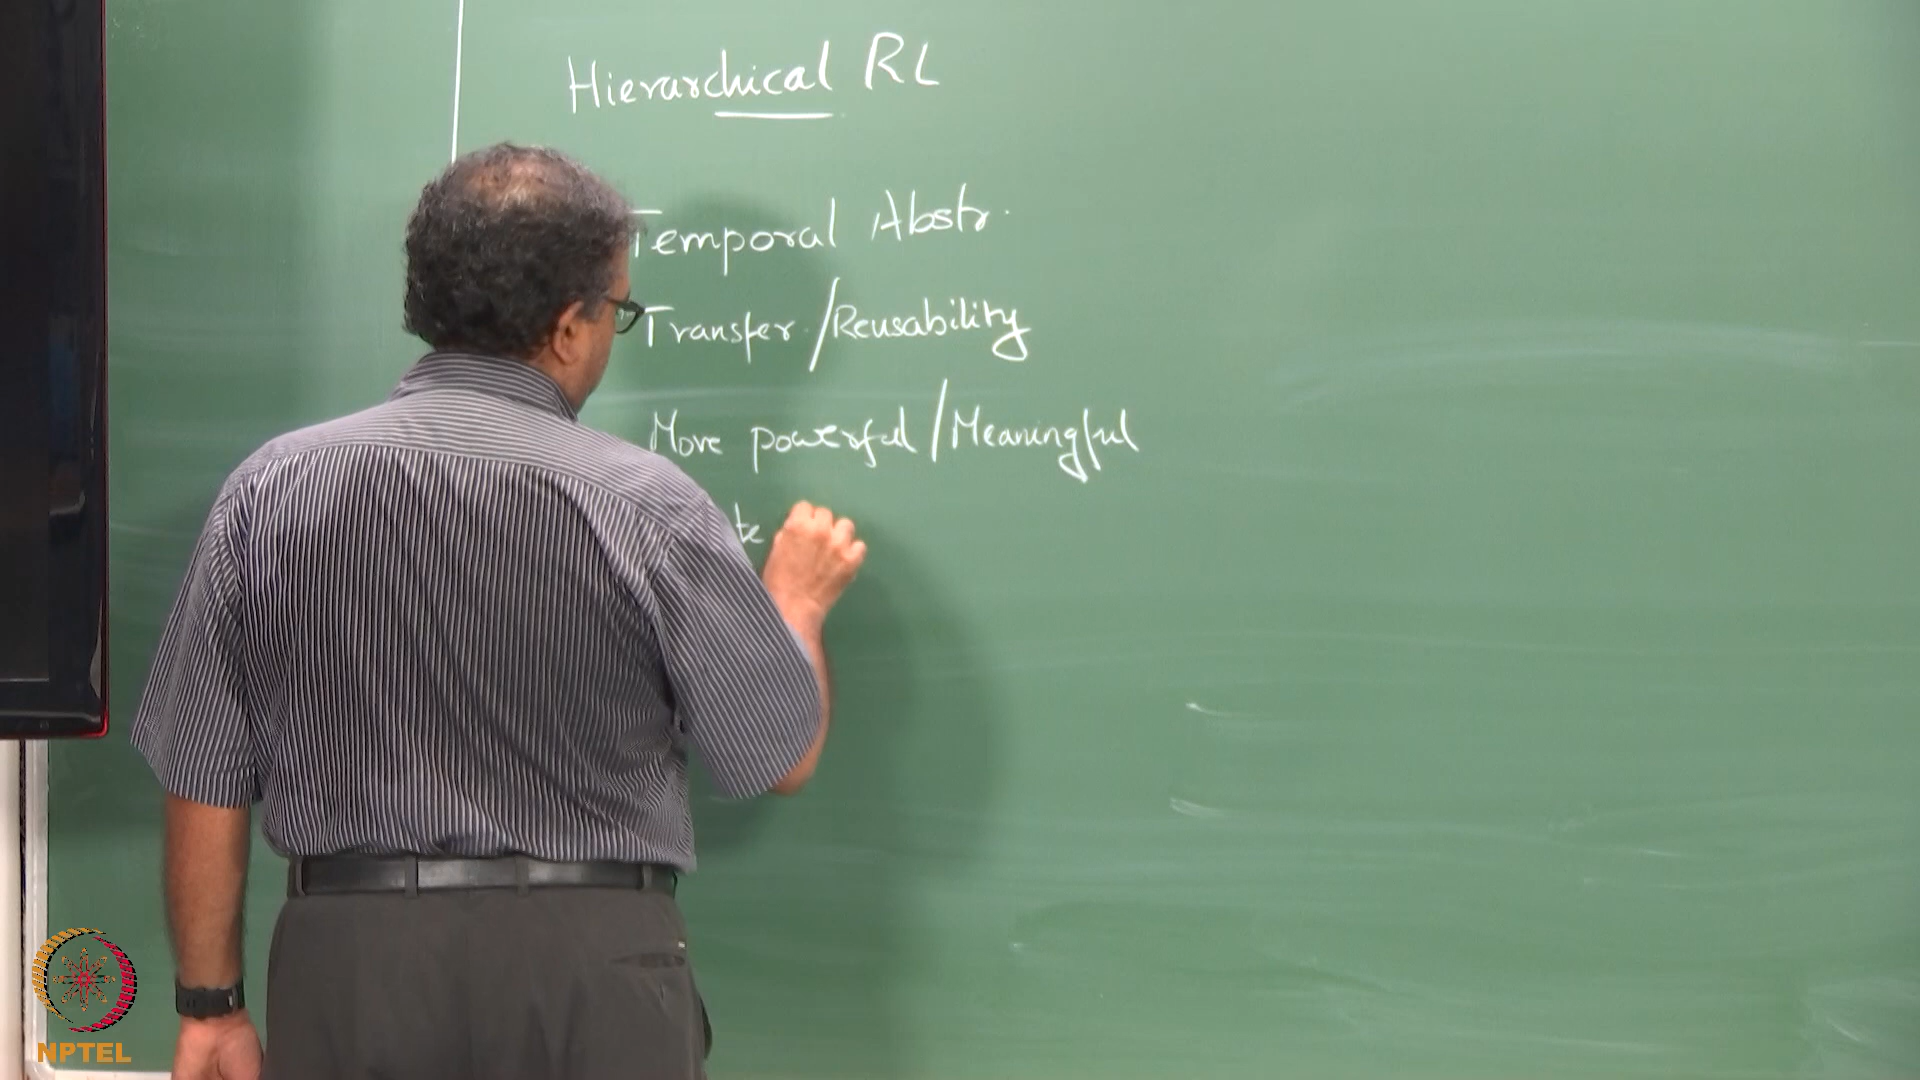 Hierarchical RL
Temporal Abstr.
Transfer/Reusability
More powerful/Meaningful
NPTEL